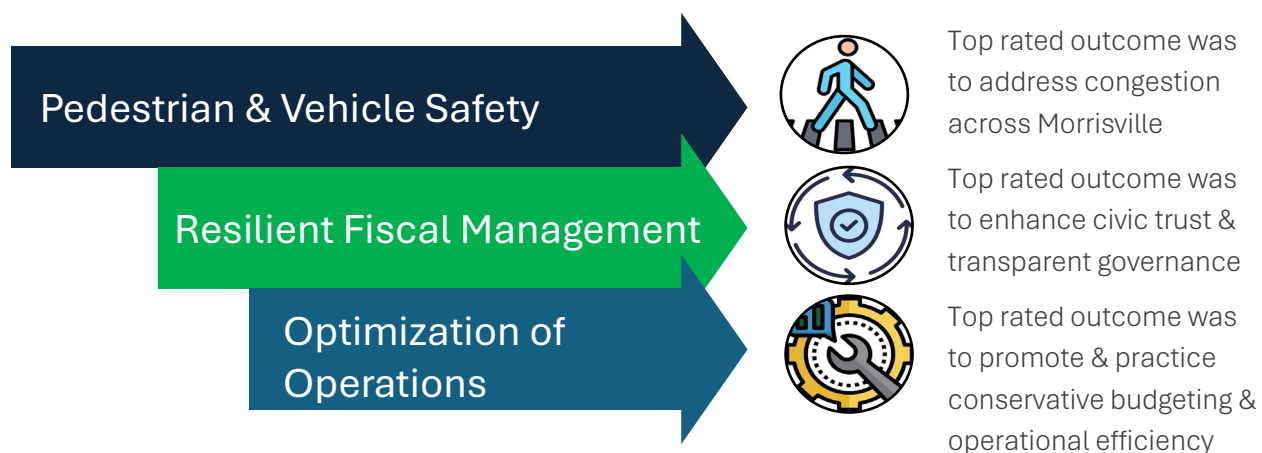 Pedestrian & Vehicle Safety
Top rated outcome was
to address congestion
across Morrisville
Resilient Fiscal Management
Top rated outcome was
to enhance civic trust &
transparent governance
Optimization of
Operations
Top rated outcome was
to promote & practice
conservative budgeting &
operational efficiency